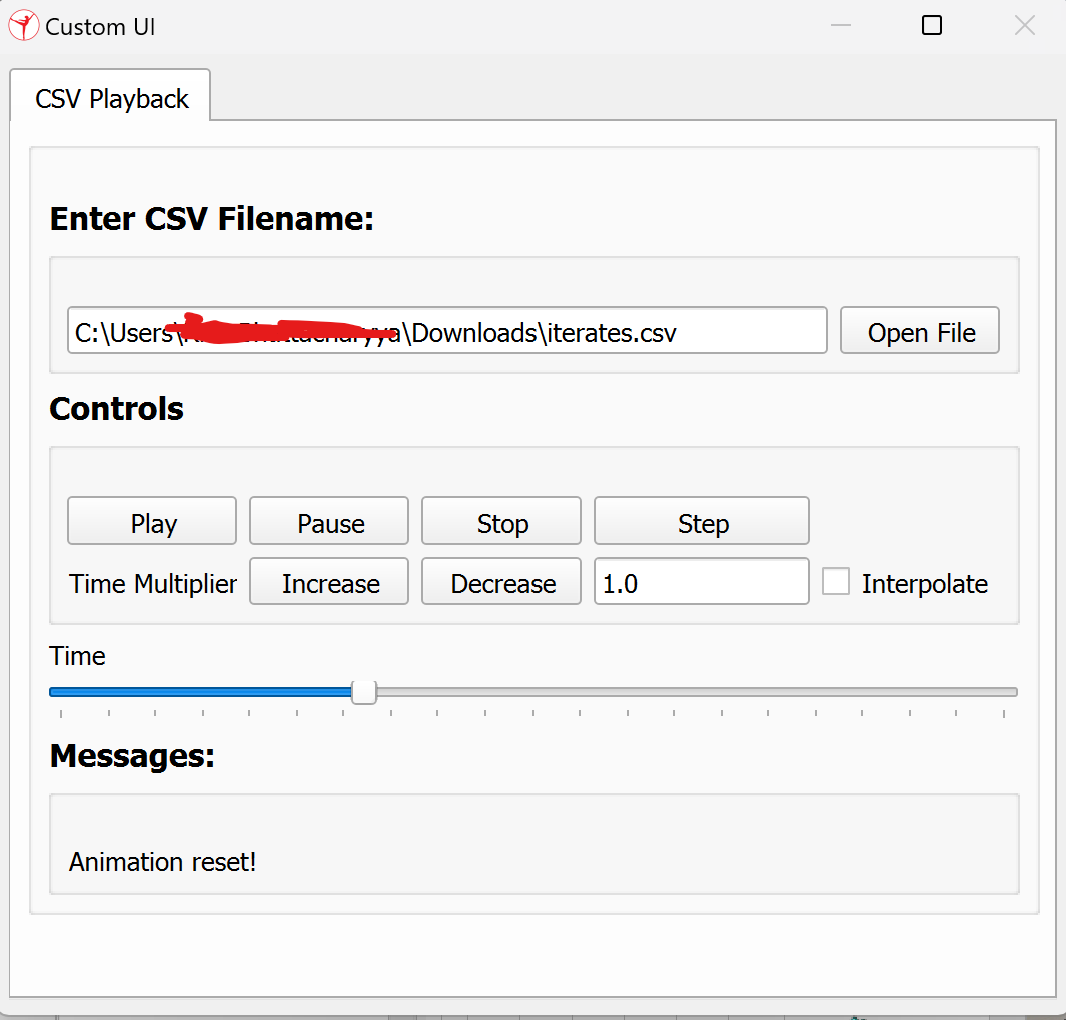 Custom UI
CSV Playback
Enter CSV Filename:
C:\Users\ \Downloads\iterates.csv
Open File
Controls
Play Pause Stop Step
Time Multiplier Increase Decrease 1.0 Interpolate
Time
Messages:
Animation reset!